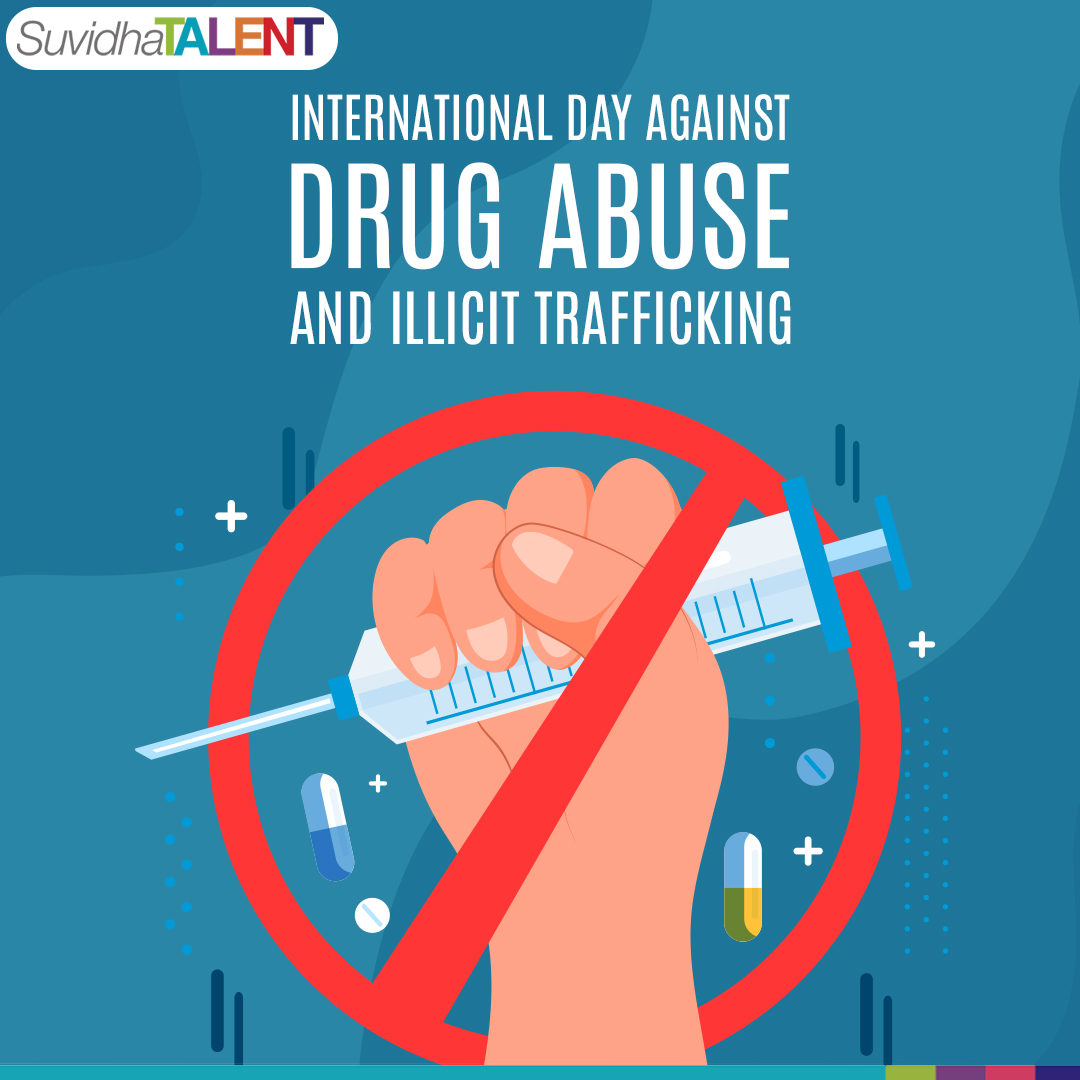 SuvidhaTALENT
INTERNATIONAL DAY AGAINST
DRUG ABUSE
AND ILLICIT TRAFFICKING